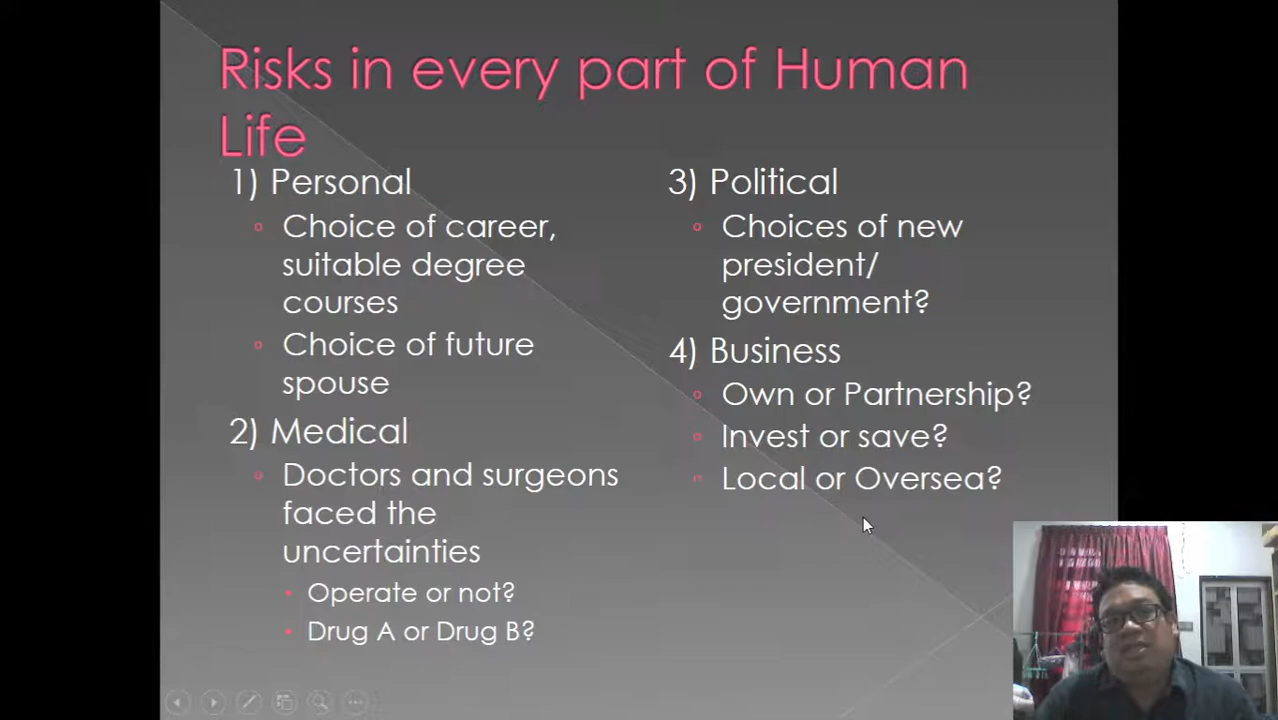 Risks in every part of Human
Life
1) Personal
Choice of career,
suitable degree
courses
Choice of future
spouse
2) Medical
Doctors and surgeons
faced the
uncertainties
Operate or not?
Drug A or Drug B?
3) Political
Choices of new
president/
government?
4) Business
Own or Partnership?
Invest or save?
Local or Oversea?